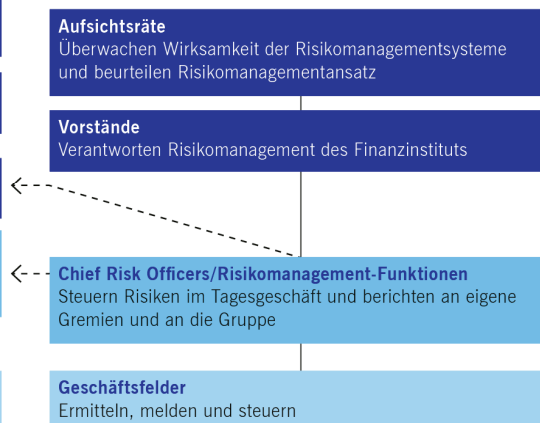 Aufsichtsräte
Überwachen Wirksamkeit der Risikomanagementsysteme
und beurteilen Risikomanagementansatz
Vorstände
Verantworten Risikomanagement des Finanzinstituts
Chief Risk Officers/Risikomanagement-Funktionen
Steuern Risiken im Tagesgeschäft und berichten an eigene
Gremien und an die Gruppe
Geschäftsfelder
Ermitteln, melden und steuern